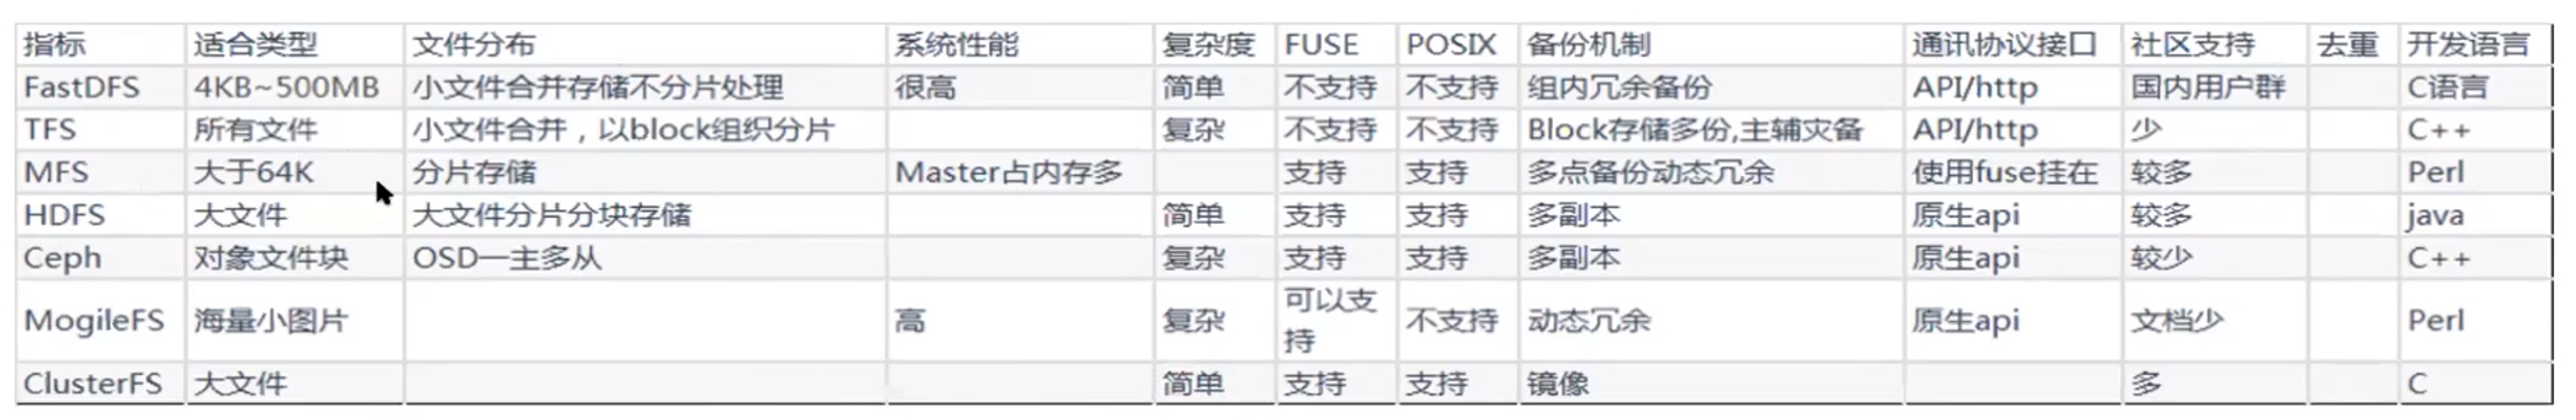 指标 适合类型 文件分布 系统性能 复杂度 FUSE POSIX 备份机制 通讯协议接口 社区支持 去重 开发语言
FastDFS 4KB~500MB 小文件合并存储不分片处理 很高 简单 不支持 不支持 组内冗余备份 API/http 国内用户群 C语言
TFS 所有文件 小文件合并，以block组织分片 复杂 不支持 不支持 Block存储多份,主辅灾备 API/http 少 C++
MFS 大于64K 分片存储 Master占内存多 支持 支持 多点备份动态冗余 使用fuse挂在 较多 Perl
HDFS 大文件 大文件分片分块存储 简单 支持 支持 多副本 原生api 较多 java
Ceph 对象文件块 OSD一主多从 复杂 支持 支持 多副本 原生api 较少 C++
MogileFS 海量小图片 高 复杂 可以支
持 不支持 动态冗余 原生api 文档少 Perl
ClusterFS 大文件 简单 支持 支持 镜像 多 C